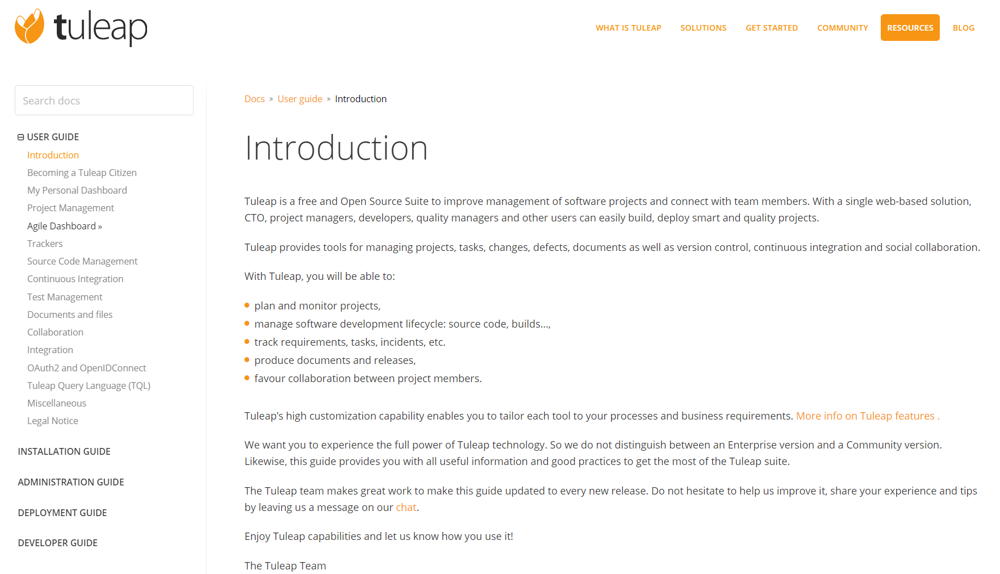 tuleap
WHAT IS TULEAP
SOLUTIONS
GET STARTED
COMMUNITY
RESOURCES
BLOG
Search docs
USER GUIDE
Introduction
Becoming a Tuleap Citizen
My Personal Dashboard
Project Management
Agile Dashboard »
Trackers
Source Code Management
Continuous Integration
Test Management
Documents and files
Collaboration
Integration
OAuth2 and OpenIDConnect
Tuleap Query Language (TQL)
Miscellaneous
Legal Notice
INSTALLATION GUIDE
ADMINISTRATION GUIDE
DEPLOYMENT GUIDE
DEVELOPER GUIDE
Docs » User guide » Introduction
Introduction
Tuleap is a free and Open Source Suite to improve management of software projects and connect with team members. With a single web-based solution,
CTO, project managers, developers, quality managers and other users can easily build, deploy smart and quality projects.
Tuleap provides tools for managing projects, tasks, changes, defects, documents as well as version control, continuous integration and social collaboration.
With Tuleap, you will be able to:
• plan and monitor projects,
• manage software development lifecycle: source code, builds...,
• track requirements, tasks, incidents, etc.
• produce documents and releases,
• favour collaboration between project members.
Tuleap’s high customization capability enables you to tailor each tool to your processes and business requirements. More info on Tuleap features .
We want you to experience the full power of Tuleap technology. So we do not distinguish between an Enterprise version and a Community version.
Likewise, this guide provides you with all useful information and good practices to get the most of the Tuleap suite.
The Tuleap team makes great work to make this guide updated to every new release. Do not hesitate to help us improve it, share your experience and tips
by leaving us a message on our chat.
Enjoy Tuleap capabilities and let us know how you use it!
The Tuleap Team